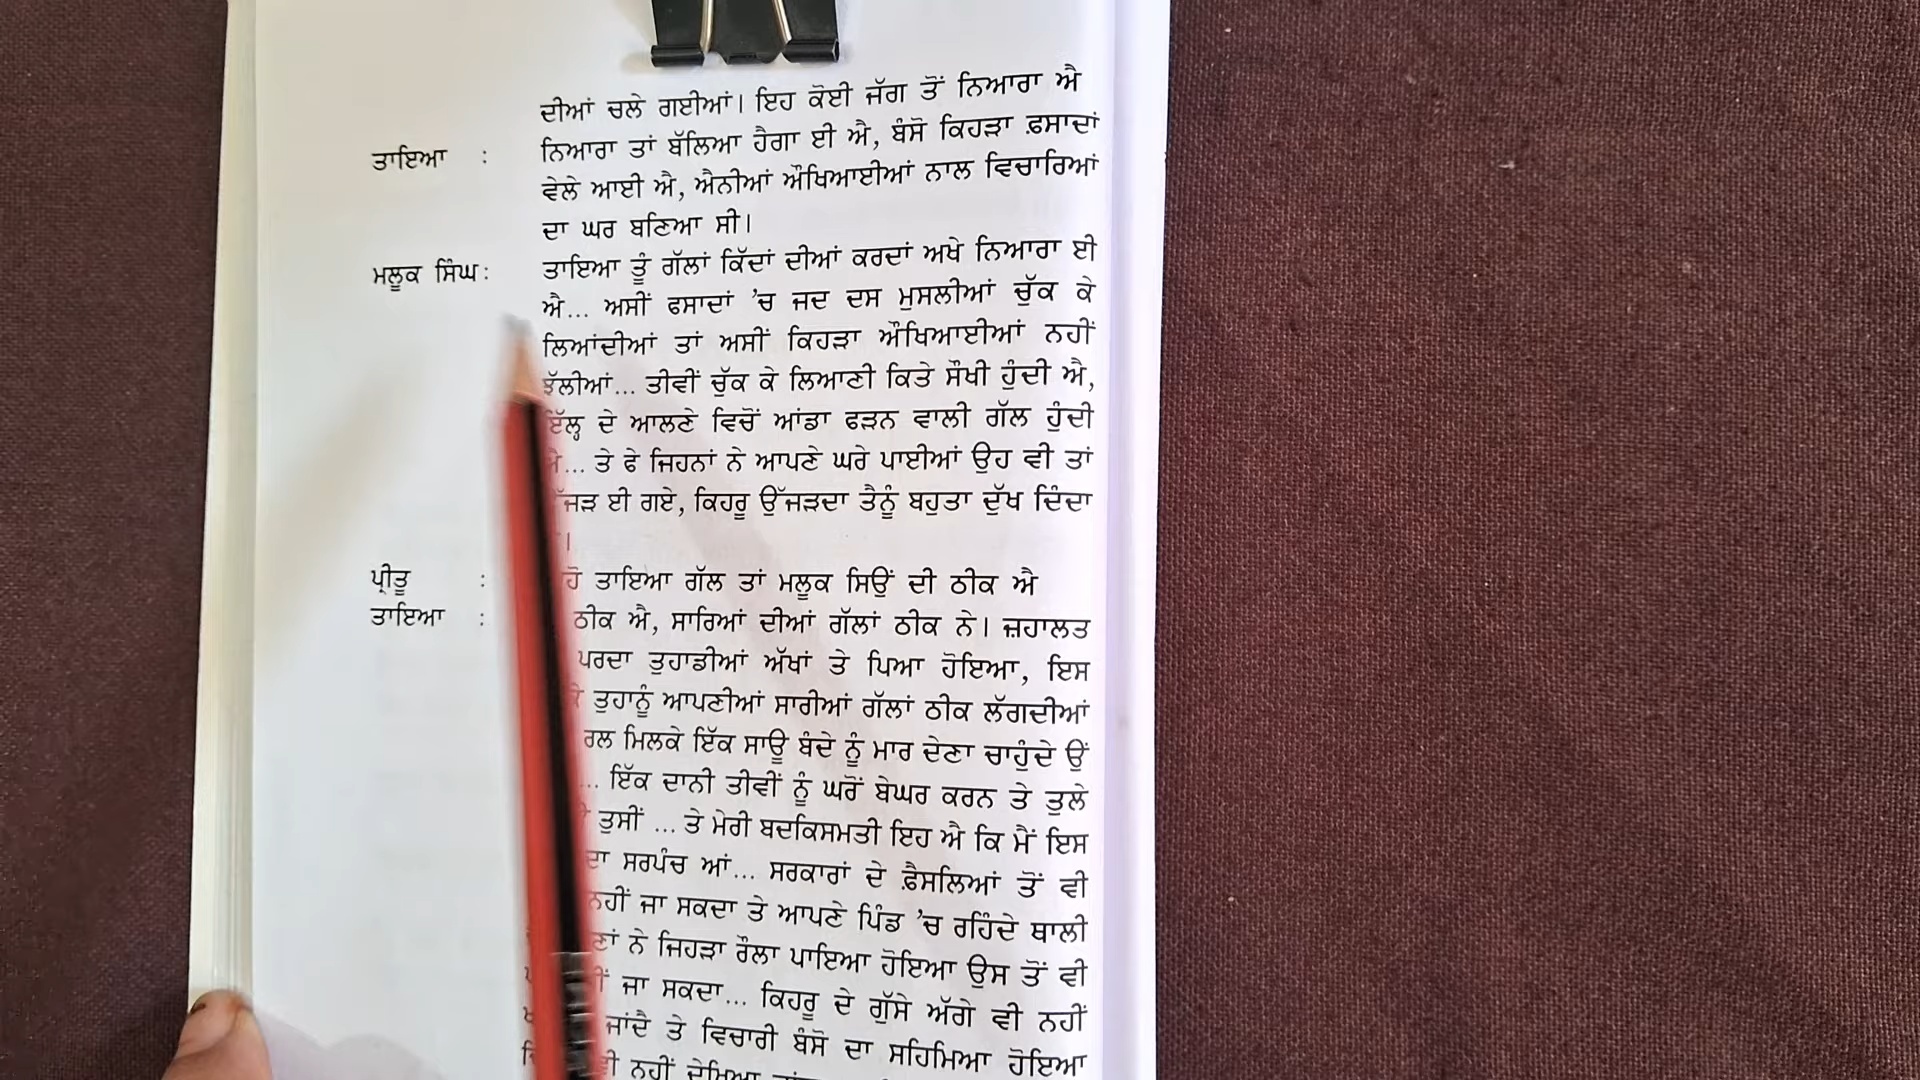 ਦੀਆਂ ਚਲੇ ਗਈਆਂ। ਇਹ ਕੋਈ ਜੱਗ ਤੋਂ ਨਿਆਰਾ ਐ
ਤਾਇਆ : ਨਿਆਰਾ ਤਾਂ ਬੱਲਿਆ ਹੈਗਾ ਈ ਐ, ਬੰਸੋ ਕਿਹੜਾ ਫ਼ਸਾਦਾਂ
ਵੇਲੇ ਆਈ ਐ, ਐਨੀਆਂ ਔਖਿਆਈਆਂ ਨਾਲ ਵਿਚਾਰਿਆਂ
ਦਾ ਘਰ ਬਣਿਆ ਸੀ।
ਮਲੂਕ ਸਿੰਘ : ਤਾਇਆ ਤੂੰ ਗੱਲਾਂ ਕਿੱਦਾਂ ਦੀਆਂ ਕਰਦਾਂ ਅਖੇ ਨਿਆਰਾ ਈ
ਐ... ਅਸੀਂ ਫਸਾਦਾਂ ’ਚ ਜਦ ਦਸ ਮੁਸਲੀਆਂ ਚੁੱਕ ਕੇ
ਲਿਆਂਦੀਆਂ ਤਾਂ ਅਸੀਂ ਕਿਹੜਾ ਔਖਿਆਈਆਂ ਨਹੀਂ
ਝੱਲੀਆਂ... ਤੀਵੀਂ ਚੁੱਕ ਕੇ ਲਿਆਣੀ ਕਿਤੇ ਸੌਖੀ ਹੁੰਦੀ ਐ,
ਇੱਲ੍ਹ ਦੇ ਆਲਣੇ ਵਿਚੋਂ ਆਂਡਾ ਫੜਨ ਵਾਲੀ ਗੱਲ ਹੁੰਦੀ
... ਤੇ ਫੇ ਜਿਹਨਾਂ ਨੇ ਆਪਣੇ ਘਰੇ ਪਾਈਆਂ ਉਹ ਵੀ ਤਾਂ
ਈ ਗਏ, ਕਿਹਰੂ ਉੱਜੜਦਾ ਤੈਨੂੰ ਬਹੁਤਾ ਦੁੱਖ ਦਿੰਦਾ
।
ਪ੍ਰੀਤੂ : ਤਾਇਆ ਗੱਲ ਤਾਂ ਮਲੂਕ ਸਿਉਂ ਦੀ ਠੀਕ ਐ
ਤਾਇਆ : ਠੀਕ ਐ, ਸਾਰਿਆਂ ਦੀਆਂ ਗੱਲਾਂ ਠੀਕ ਨੇ। ਜ਼ਹਾਲਤ
ਪਰਦਾ ਤੁਹਾਡੀਆਂ ਅੱਖਾਂ ਤੇ ਪਿਆ ਹੋਇਆ, ਇਸ
ਤੁਹਾਨੂੰ ਆਪਣੀਆਂ ਸਾਰੀਆਂ ਗੱਲਾਂ ਠੀਕ ਲੱਗਦੀਆਂ
ਰਲ ਮਿਲਕੇ ਇੱਕ ਸਾਊ ਬੰਦੇ ਨੂੰ ਮਾਰ ਦੇਣਾ ਚਾਹੁੰਦੇ ਉਂ
... ਇੱਕ ਦਾਨੀ ਤੀਵੀਂ ਨੂੰ ਘਰੋਂ ਬੇਘਰ ਕਰਨ ਤੇ ਤੁਲੇ
ਤੁਸੀਂ ... ਤੇ ਮੇਰੀ ਬਦਕਿਸਮਤੀ ਇਹ ਐ ਕਿ ਮੈਂ ਇਸ
ਦਾ ਸਰਪੰਚ ਆਂ... ਸਰਕਾਰਾਂ ਦੇ ਫ਼ੈਸਲਿਆਂ ਤੋਂ ਵੀ
ਨਹੀਂ ਜਾ ਸਕਦਾ ਤੇ ਆਪਣੇ ਪਿੰਡ ’ਚ ਰਹਿੰਦੇ ਥਾਲੀ
ਨੇ ਜਿਹੜਾ ਰੌਲਾ ਪਾਇਆ ਹੋਇਆ ਉਸ ਤੋਂ ਵੀ
ਜਾ ਸਕਦਾ... ਕਿਹਰੂ ਦੇ ਗੁੱਸੇ ਅੱਗੇ ਵੀ ਨਹੀਂ
ਜਾਂਦੈ ਤੇ ਵਿਚਾਰੀ ਬੰਸੋ ਦਾ ਸਹਿਮਿਆ ਹੋਇਆ
ਨਹੀਂ